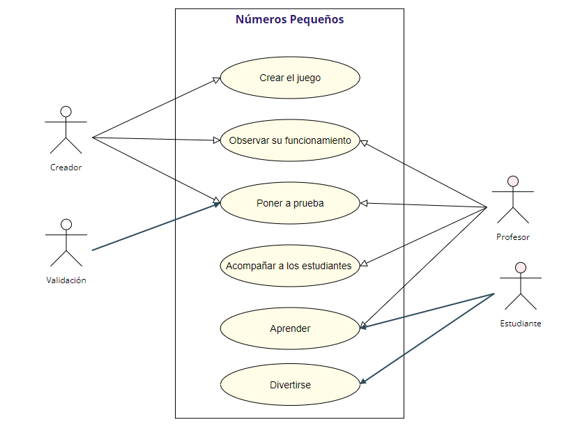 Números Pequeños
Crear el juego
Observar su funcionamiento
Creador
Poner a prueba
Profesor
Validación
Acompañar a los estudiantes
Estudiante
Aprender
Divertirse